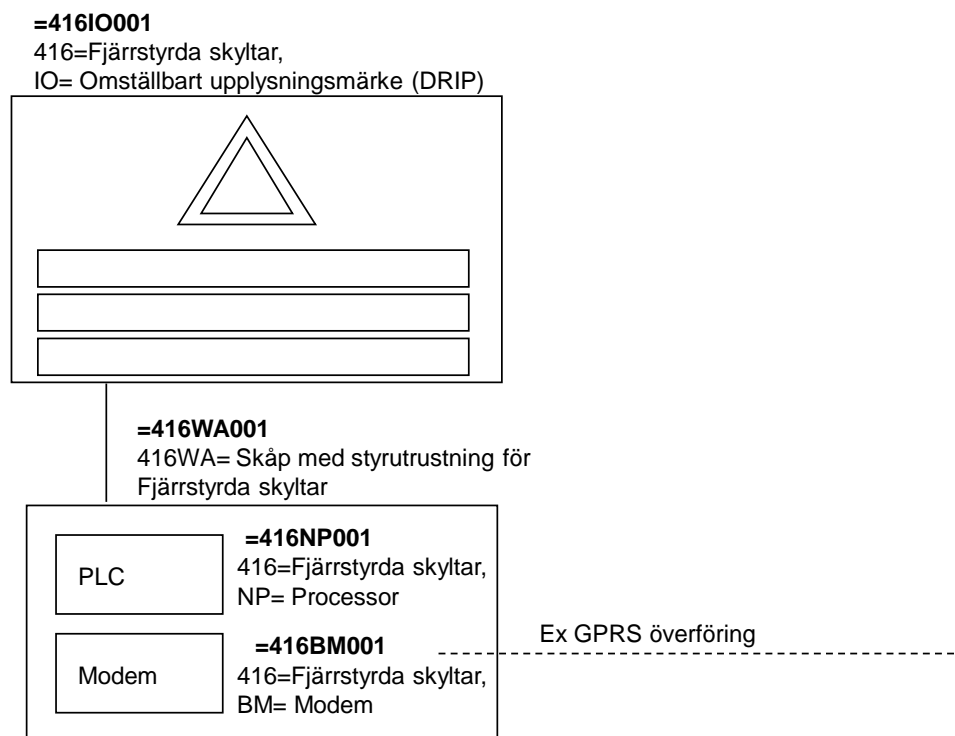 =416IO001
416=Fjärrstyrda skyltar,
IO= Omställbart upplysningsmärke (DRIP)
=416WA001
416WA= Skåp med styrutrustning för
Fjärrstyrda skyltar
PLC
=416NP001
416=Fjärrstyrda skyltar,
NP= Processor
Modem
=416BM001
416=Fjärrstyrda skyltar,
BM= Modem
Ex GPRS överföring